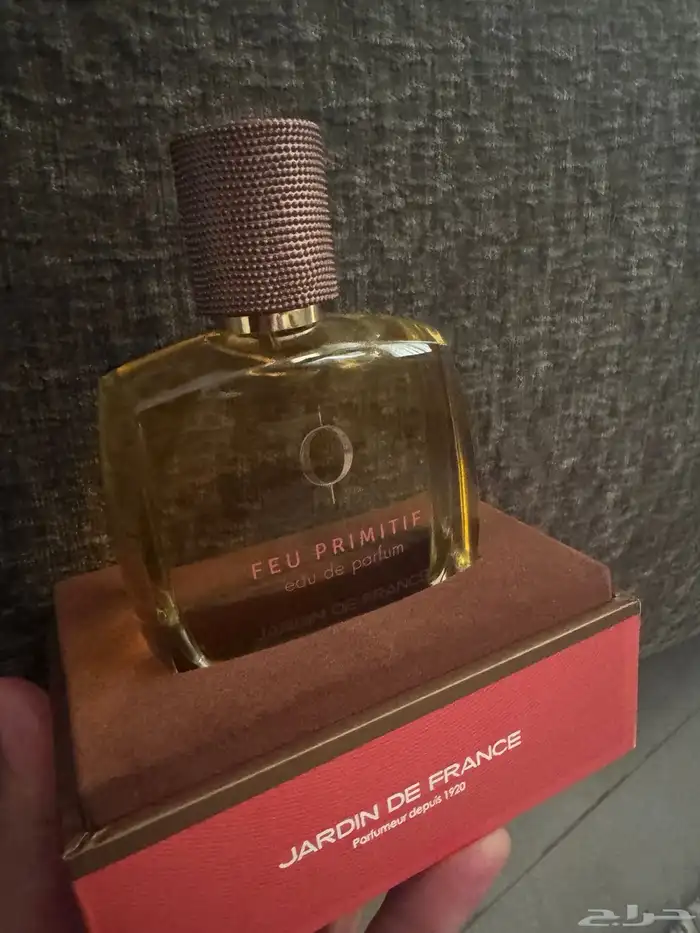 FEU PRIMITIF
eau de parfum
JARDIN DE FRANCE
JARDIN DE FRANCE
Parfumeur depuis 1920
حراج